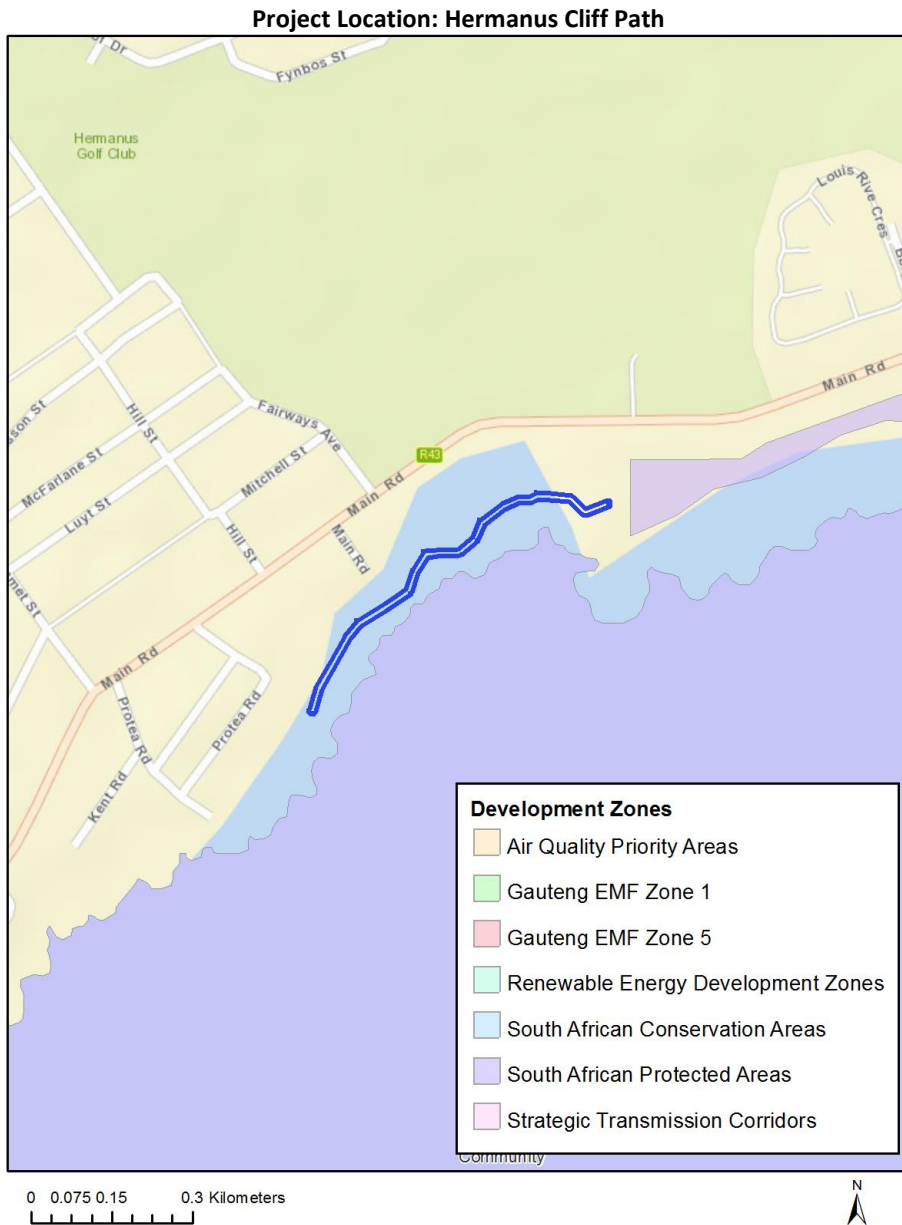 Project Location: Hermanus Cliff Path
Fynbos St
Hermanus
Golf Club
Louis Rive Cres
Main Rd
Fairways Ave
Hill St
McFarlane St
Mitchell St
R43
Main Rd
Luyt St
Main Rd
Hill St
Main Rd
Protea Rd
Protea Rd
Kent Rd
Development Zones
Air Quality Priority Areas
Gauteng EMF Zone 1
Gauteng EMF Zone 5
Renewable Energy Development Zones
South African Conservation Areas
South African Protected Areas
Strategic Transmission Corridors
Community
0 0.075 0.15 0.3 Kilometers
N